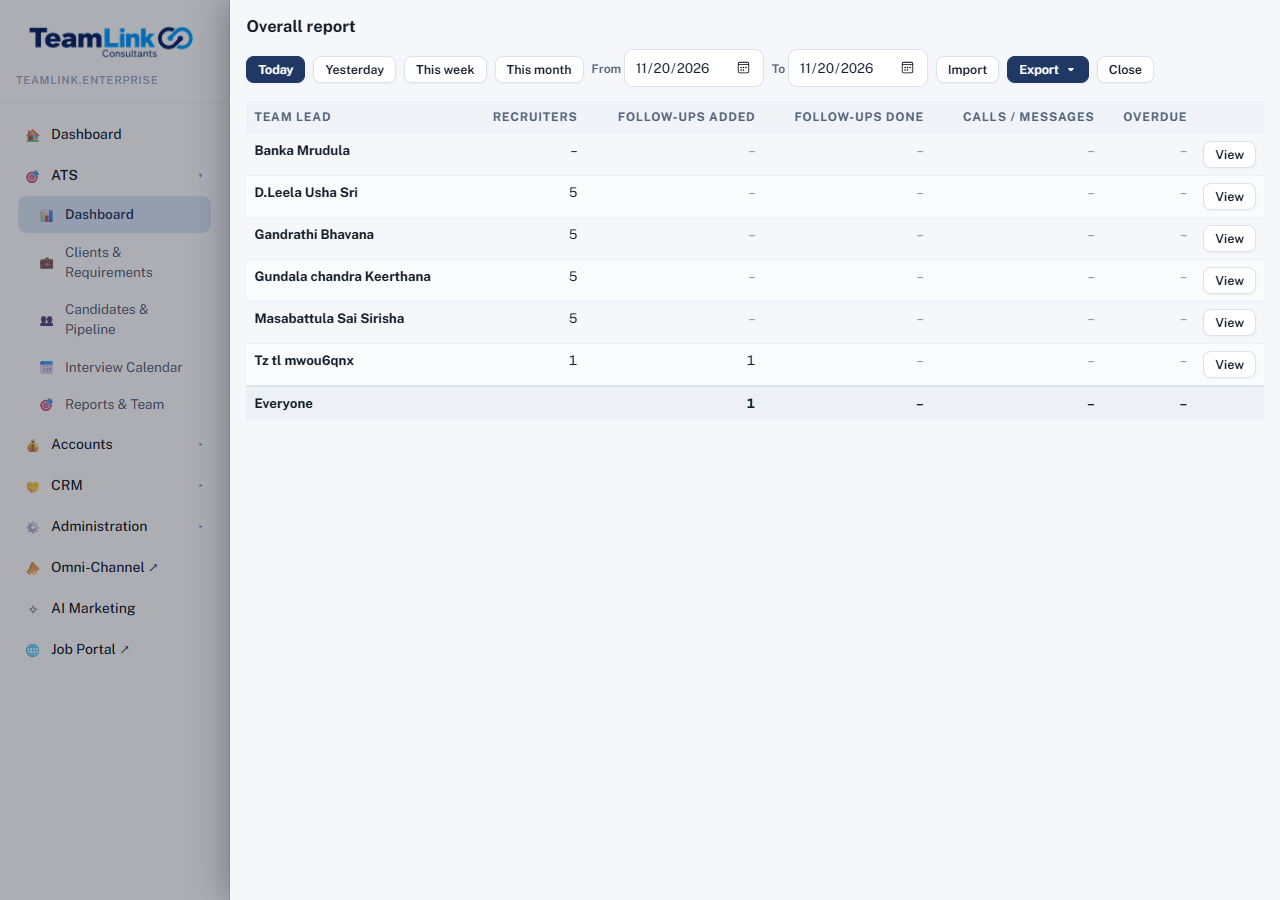 TeamLink
Consultants
TEAMLINK.ENTERPRISE
Dashboard
ATS
Dashboard
Clients &
Requirements
Candidates &
Pipeline
Interview Calendar
Reports & Team
Accounts
CRM
Administration
Omni-Channel ↗
AI Marketing
Job Portal ↗
Overall report
Today Yesterday This week This month From 11/20/2026 To 11/20/2026 Import Export Close
TEAM LEAD RECRUITERS FOLLOW-UPS ADDED FOLLOW-UPS DONE CALLS / MESSAGES OVERDUE
Banka Mrudula – – – – – View
D.Leela Usha Sri 5 – – – – View
Gandrathi Bhavana 5 – – – – View
Gundala chandra Keerthana 5 – – – – View
Masabattula Sai Sirisha 5 – – – – View
Tz tl mwou6qnx 1 1 – – – View
Everyone 1 – – –